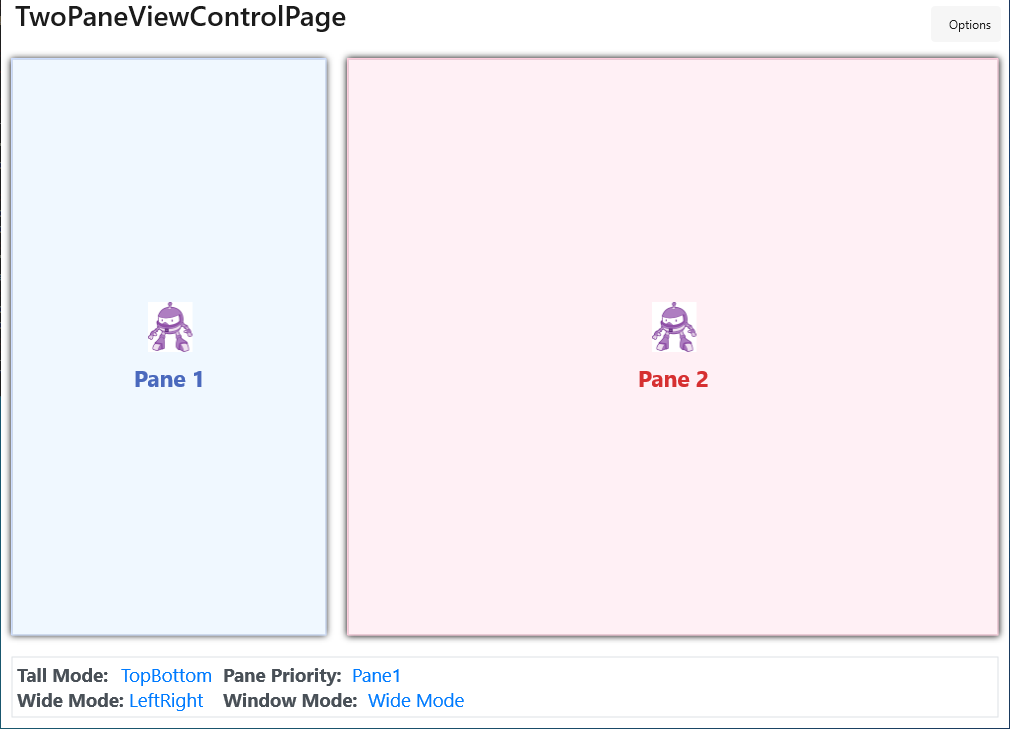 TwoPaneViewControlPage
Options
Pane 1
Pane 2
Tall Mode: TopBottom Pane Priority: Pane1
Wide Mode: LeftRight Window Mode: Wide Mode